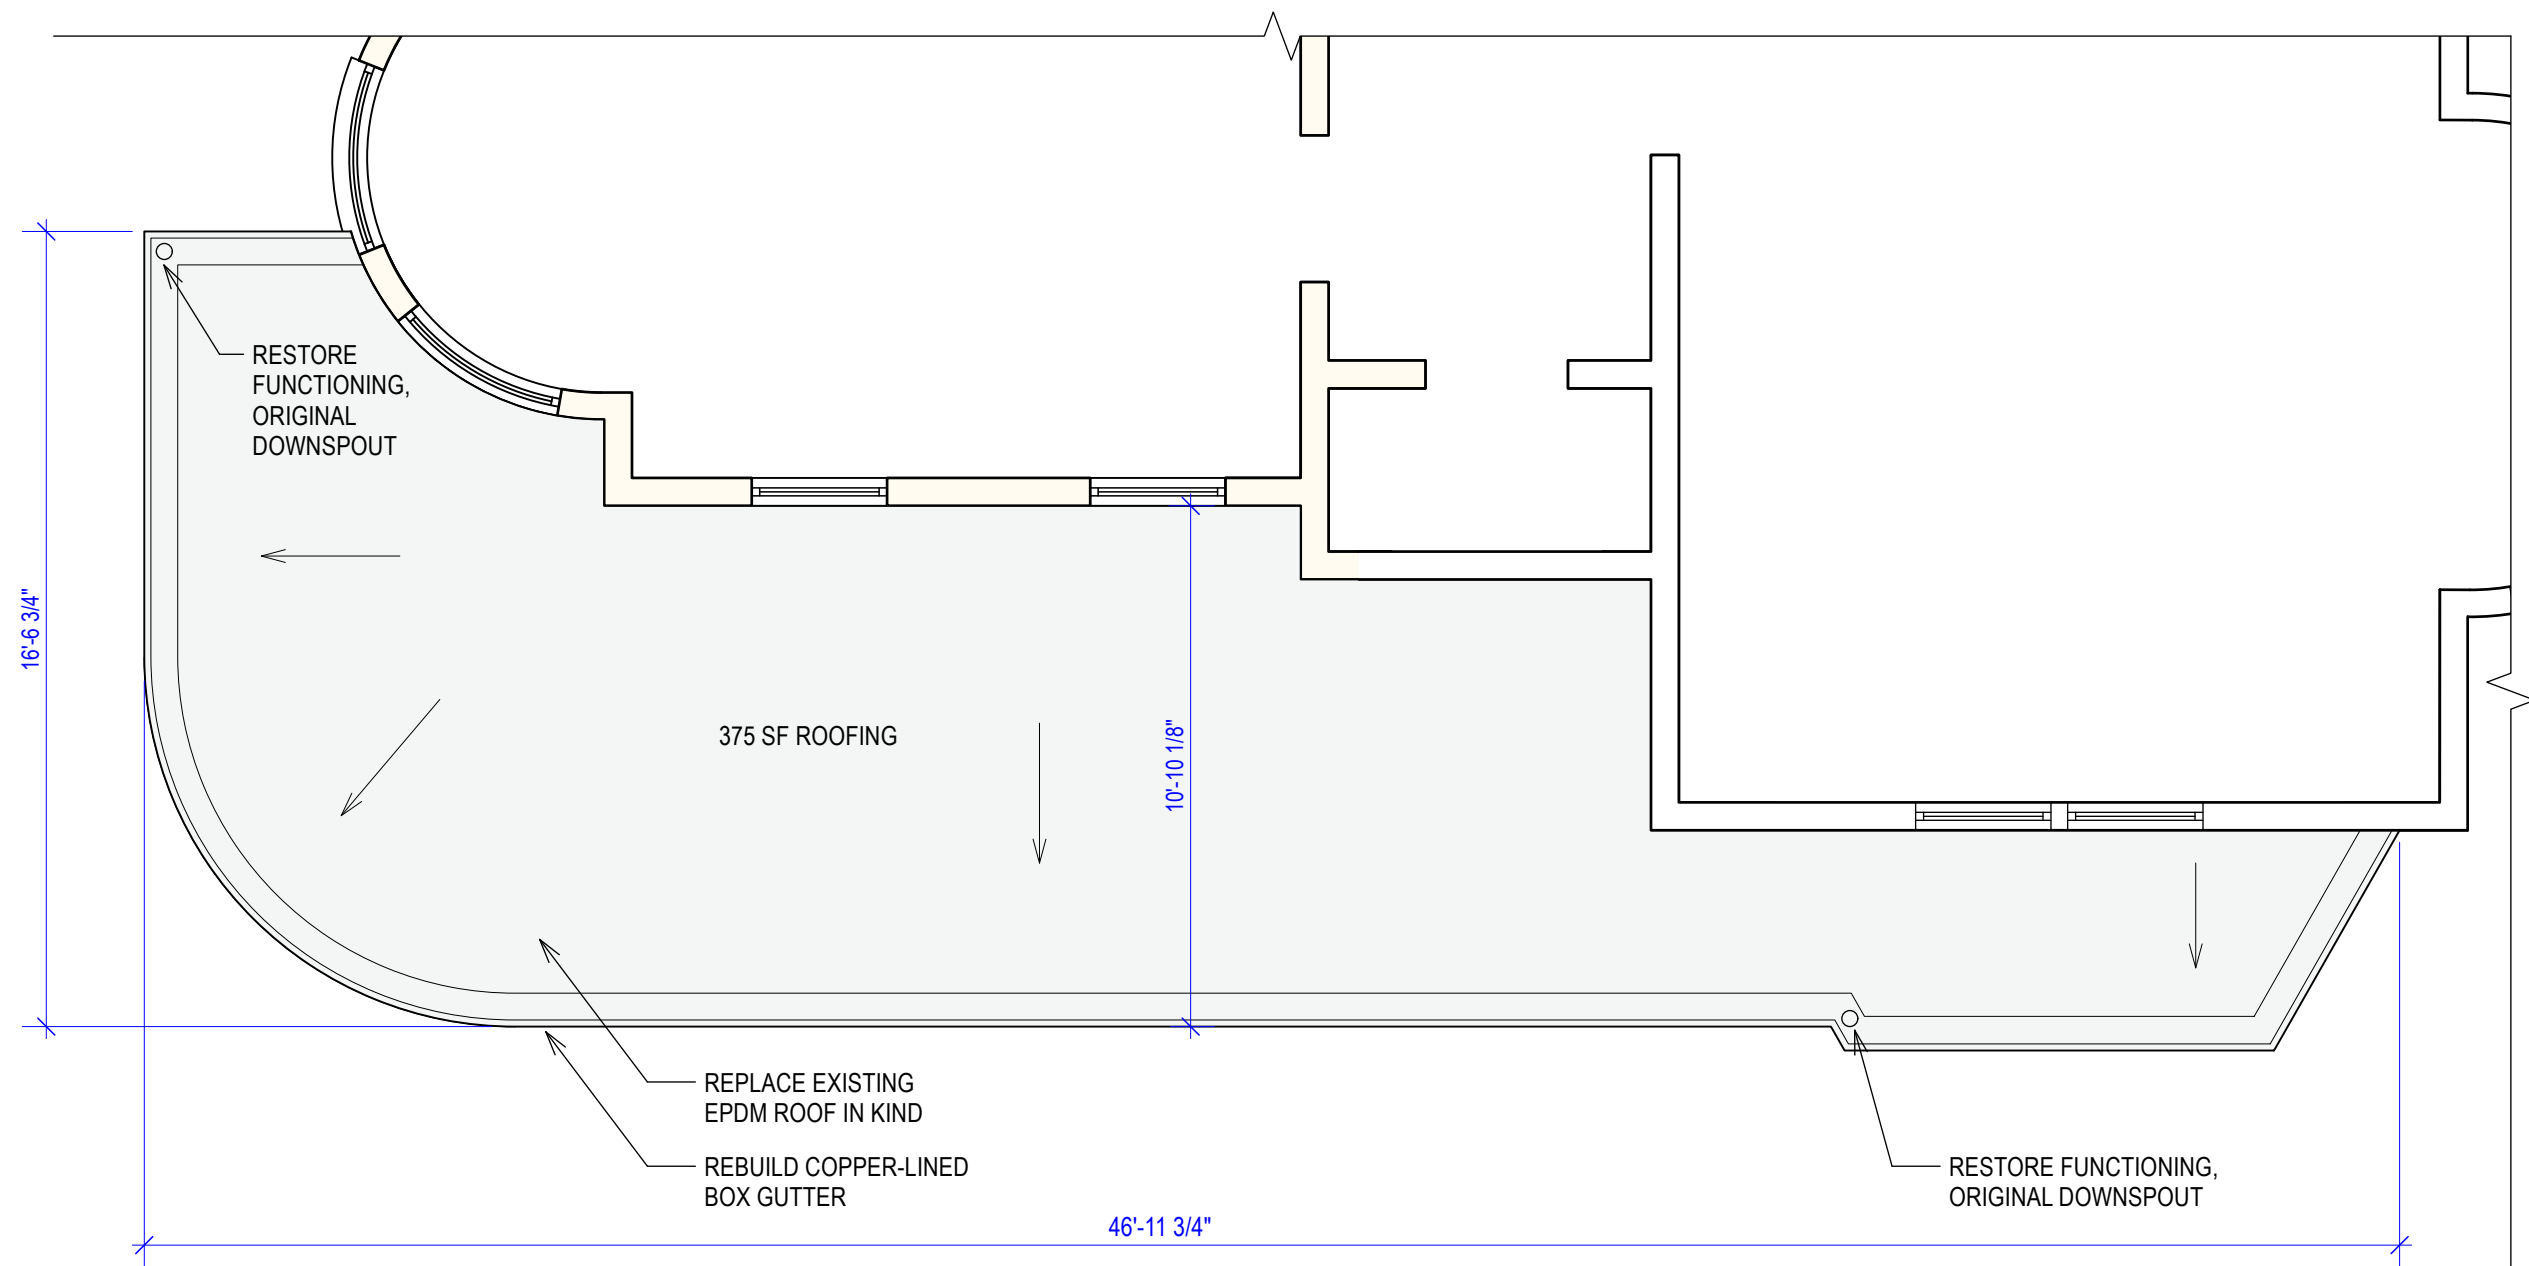 RESTORE
FUNCTIONING,
ORIGINAL
DOWNSPOUT
16'-6 3/4"
375 SF ROOFING
10'-10 1/8"
REPLACE EXISTING
EPDM ROOF IN KIND
REBUILD COPPER-LINED
BOX GUTTER
RESTORE FUNCTIONING,
ORIGINAL DOWNSPOUT
46'-11 3/4"